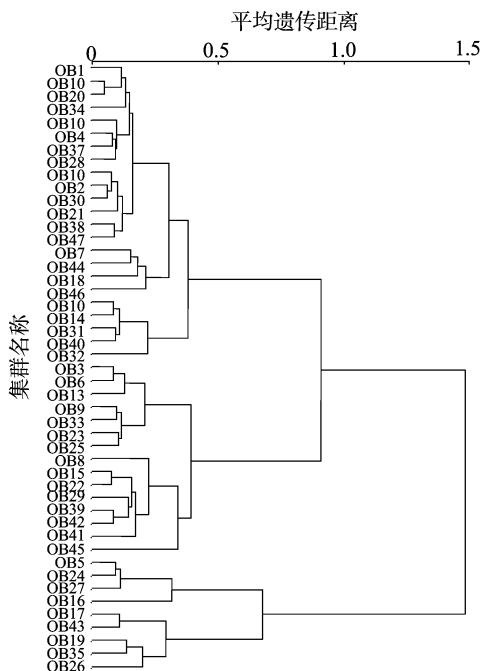 平均遗传距离
0 0.5 1.0 1.5
集群名称
OB1
OB10
OB20
OB34
OB10
OB4
OB37
OB28
OB10
OB2
OB30
OB21
OB38
OB47
OB7
OB44
OB18
OB46
OB10
OB14
OB31
OB40
OB32
OB3
OB6
OB13
OB9
OB33
OB23
OB25
OB8
OB15
OB22
OB29
OB39
OB42
OB41
OB45
OB5
OB24
OB27
OB16
OB17
OB43
OB19
OB35
OB26